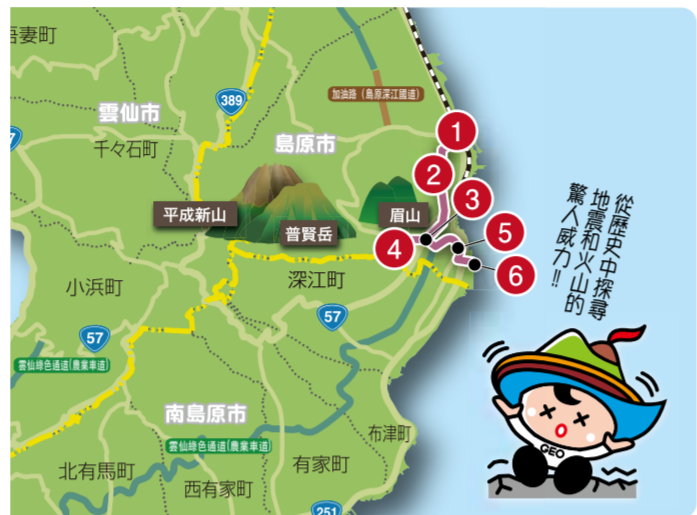 吾妻町
389
加油路（島原深江國道）
雲仙市
島原市
千々石町
1
2
3
平成新山
普賢岳
眉山
4
5
6
從歷史中探尋
地震和火山的
驚人威力!!
小浜町
深江町
57
57
雲仙綠色通道(農業車道)
南島原市
布津町
雲仙綠色通道(農業車道)
北有馬町
西有家町
有家町
251
GEO